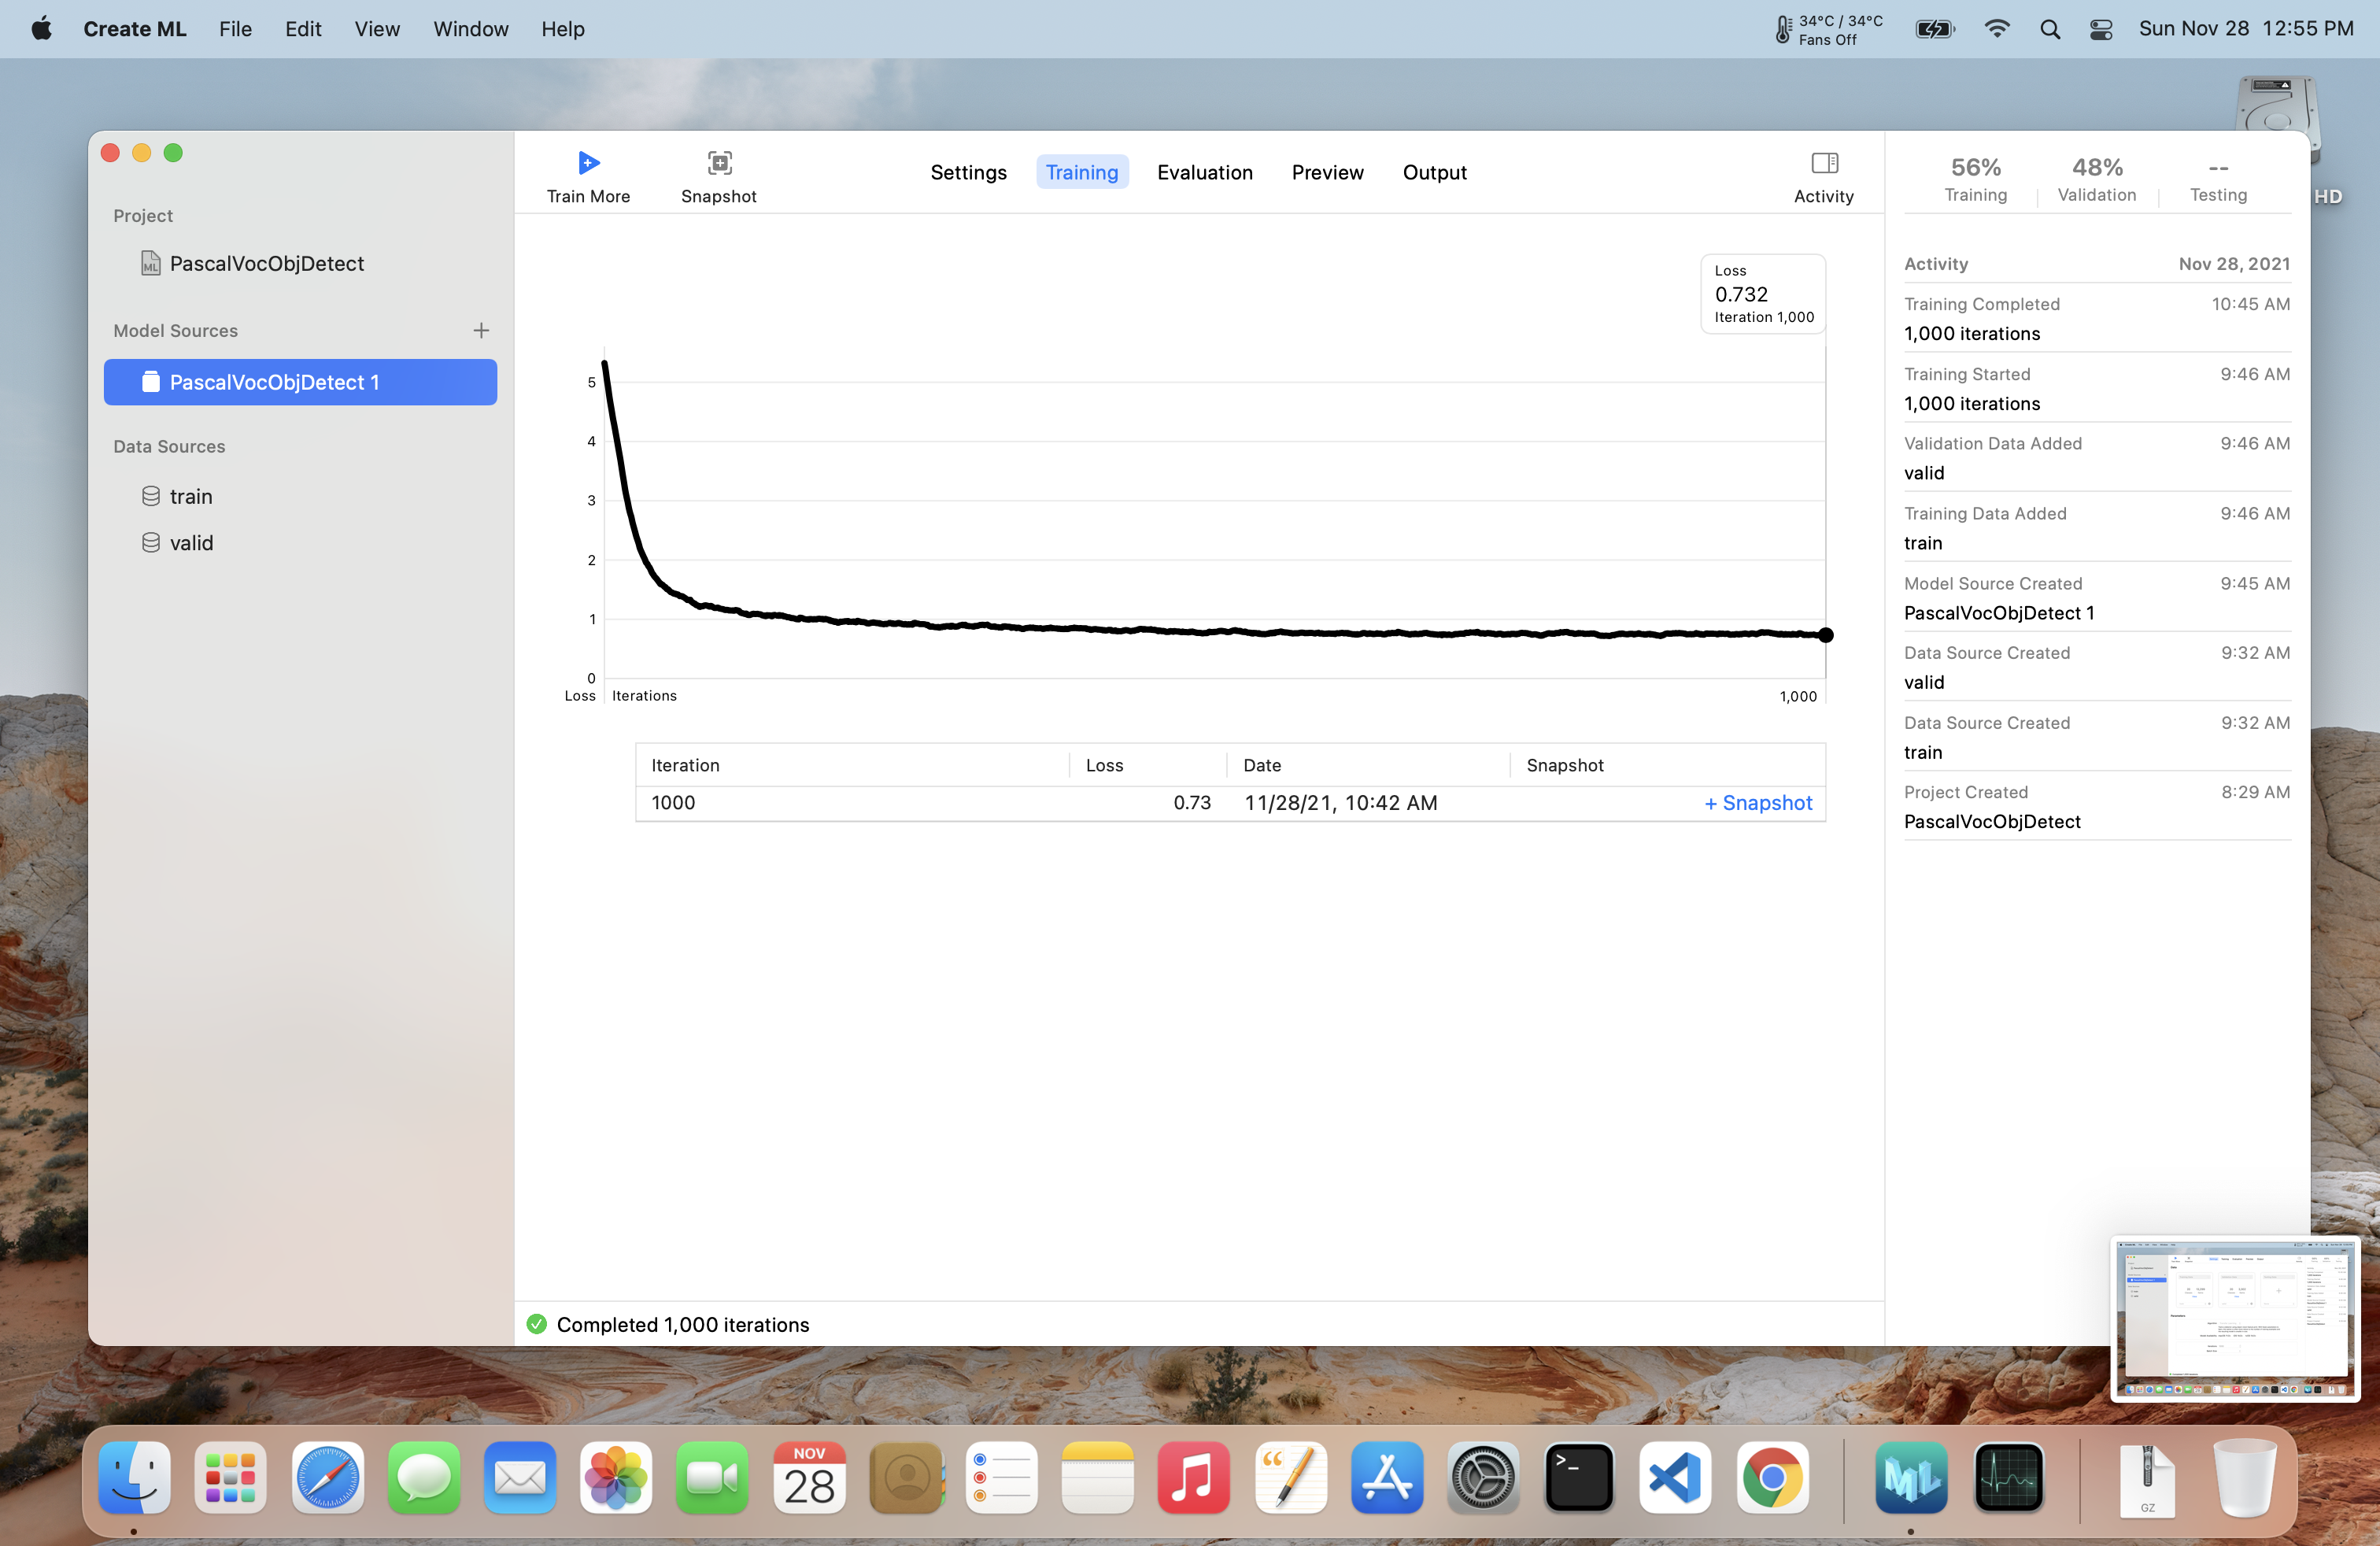 Create ML File Edit View Window Help
34°C / 34°C
Fans Off
Sun Nov 28 12:55 PM
HD
Project
PascalVocObjDetect
Model Sources
PascalVocObjDetect 1
Data Sources
train
valid
Train More
Snapshot
Settings Training Evaluation Preview Output
Activity
Loss
0.732
Iteration 1,000
5
4
3
2
1
0
Loss Iterations 1,000
Iteration Loss Date Snapshot
1000 0.73 11/28/21, 10:42 AM + Snapshot
Completed 1,000 iterations
56% 48% --
Training Validation Testing
Activity Nov 28, 2021
Training Completed 10:45 AM
1,000 iterations
Training Started 9:46 AM
1,000 iterations
Validation Data Added 9:46 AM
valid
Training Data Added 9:46 AM
train
Model Source Created 9:45 AM
PascalVocObjDetect 1
Data Source Created 9:32 AM
valid
Data Source Created 9:32 AM
train
Project Created 8:29 AM
PascalVocObjDetect
NOV
28
ML
GZ